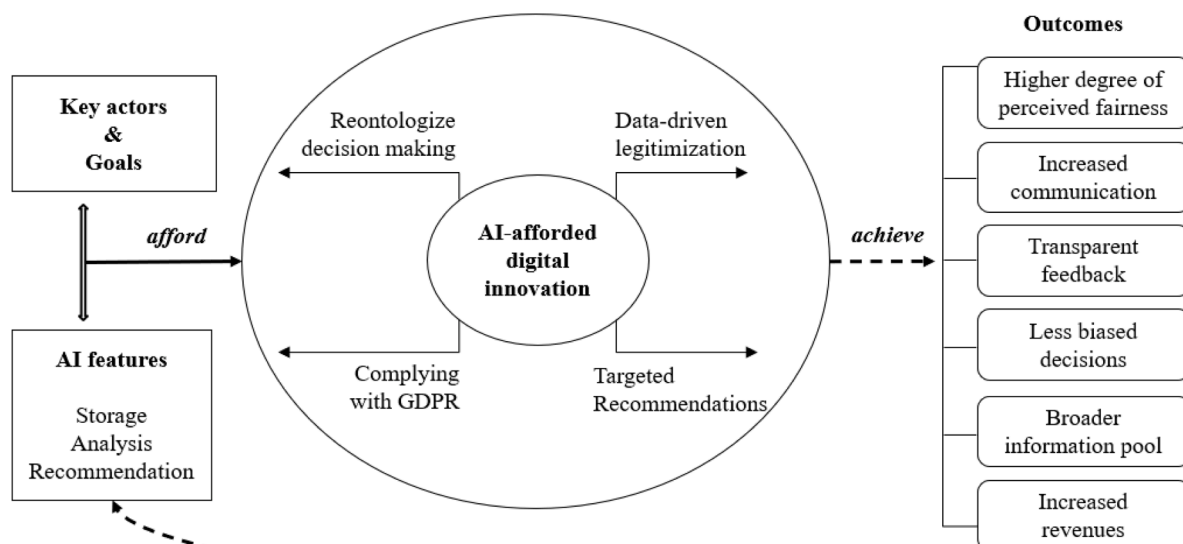 Outcomes
Key actors
&
Goals
afford
AI features
Storage
Analysis
Recommendation
Reontologize
decision making
Data-driven
legitimization
AI-afforded
digital
innovation
Complying
with GDPR
Targeted
Recommendations
achieve
Higher degree of
perceived fairness
Increased
communication
Transparent
feedback
Less biased
decisions
Broader
information pool
Increased
revenues